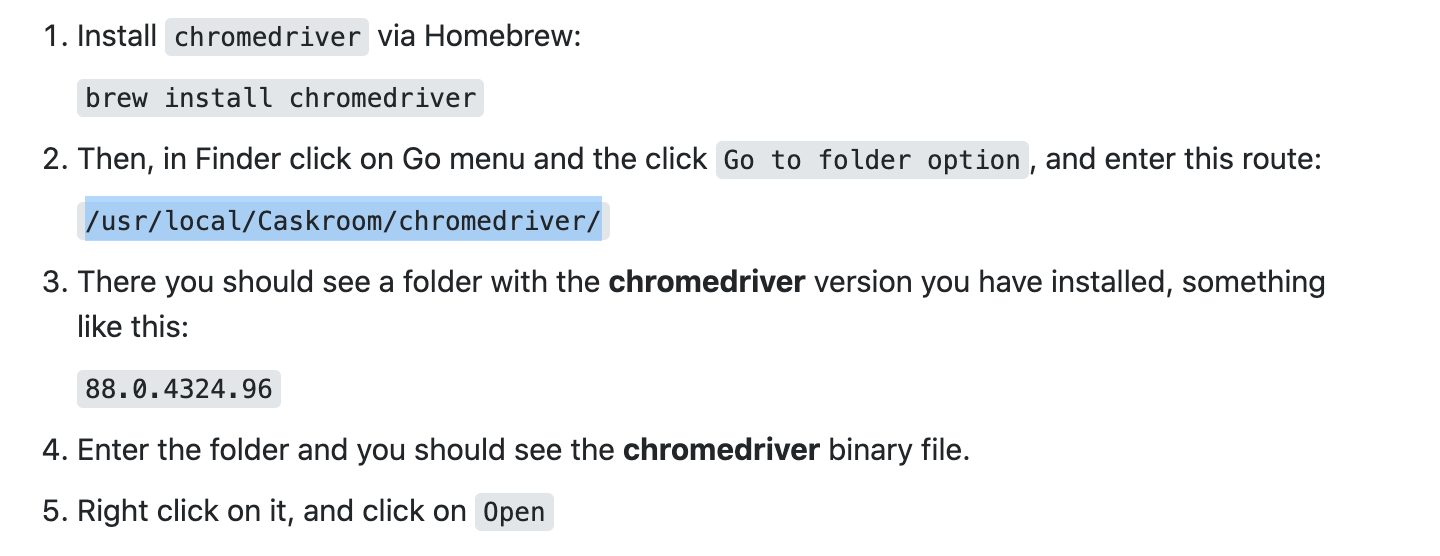 1. Install chromedriver via Homebrew:
brew install chromedriver
2. Then, in Finder click on Go menu and the click Go to folder option, and enter this route:
/usr/local/Caskroom/chromedriver/
3. There you should see a folder with the chromedriver version you have installed, something
like this:
88.0.4324.96
4. Enter the folder and you should see the chromedriver binary file.
5. Right click on it, and click on Open